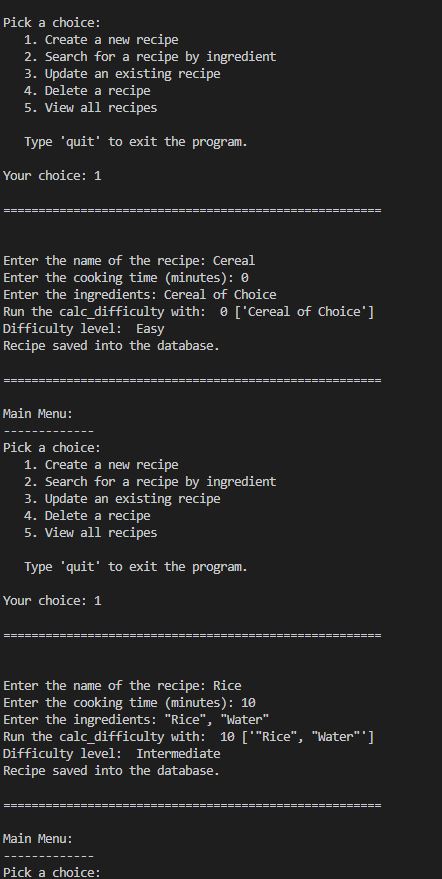 Pick a choice:
   1. Create a new recipe
   2. Search for a recipe by ingredient
   3. Update an existing recipe
   4. Delete a recipe
   5. View all recipes
   Type 'quit' to exit the program.
Your choice: 1
======================================================
Enter the name of the recipe: Cereal
Enter the cooking time (minutes): 0
Enter the ingredients: Cereal of Choice
Run the calc_difficulty with:  0 ['Cereal of Choice']
Difficulty level:  Easy
Recipe saved into the database.
======================================================
Main Menu:
-------------
Pick a choice:
   1. Create a new recipe
   2. Search for a recipe by ingredient
   3. Update an existing recipe
   4. Delete a recipe
   5. View all recipes
   Type 'quit' to exit the program.
Your choice: 1
======================================================
Enter the name of the recipe: Rice
Enter the cooking time (minutes): 10
Enter the ingredients: "Rice", "Water"
Run the calc_difficulty with:  10 ['"Rice", "Water"']
Difficulty level:  Intermediate
Recipe saved into the database.
======================================================
Main Menu:
-------------
Pick a choice: